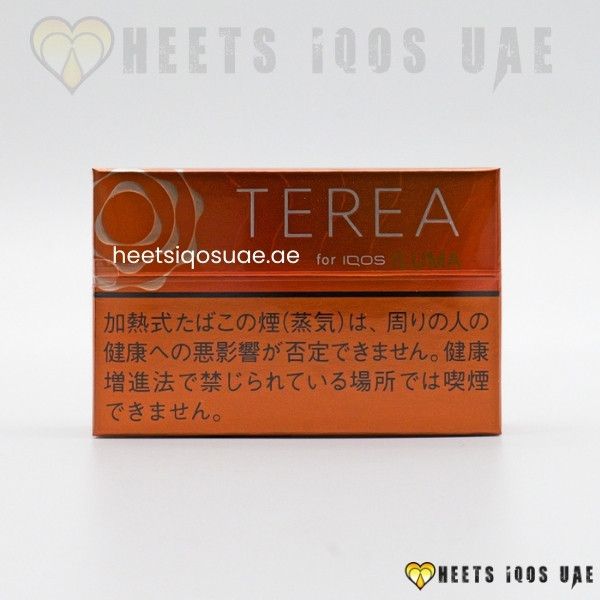 HEETS iQOS UAE
TEREA
heetsiqosuae.ae
for IQOS ILUMA
加熱式たばこの煙(蒸気)は、周りの人の
健康への悪影響が否定できません。健康
増進法で禁じられている場所では喫煙
できません。
HEETS iQOS UAE